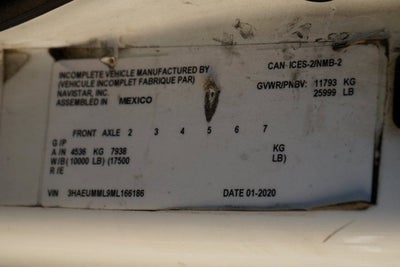 INCOMPLETE VEHICLE MANUFACTURED BY
(VEHICULE INCOMPLET FABRIQUE PAR)
NAVISTAR, INC.
ASSEMBLED IN MEXICO
CAN ICES-2/NMB-2
GVWR/PNBV: 11793 KG
25999 LB
FRONT AXLE 2 3 4 5 6 7
G /P
A /N 4536 KG 7938 KG
W/B( 10000 LB) (17500 LB)
R /E
VIN 3HAEUMML9ML166186 DATE 01-2020